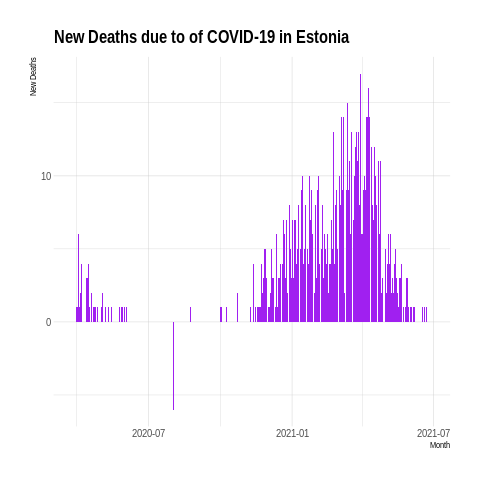 New Deaths due to of COVID-19 in Estonia
New Deaths
10
0
2020-07
2021-01
2021-07
Month